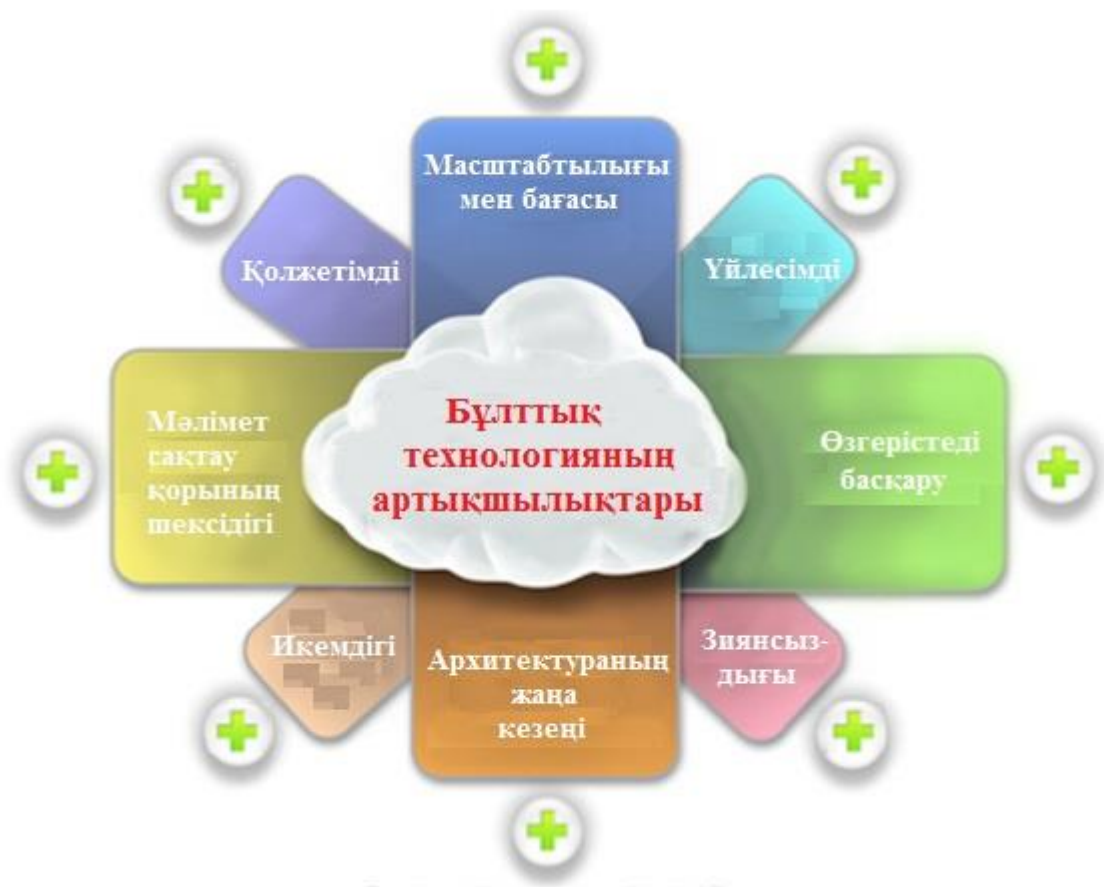 Масштабтылығы
мен бағасы
Қолжетімді
Үйлесімді
Бұлттық
технологияның
артықшылықтары
Мәлімет
сақтау
қорының
шексідігі
Өзгерістеді
басқару
Икемдігі
Архитектураның
жаңа
кезеңі
Зиянсыз-
дығы